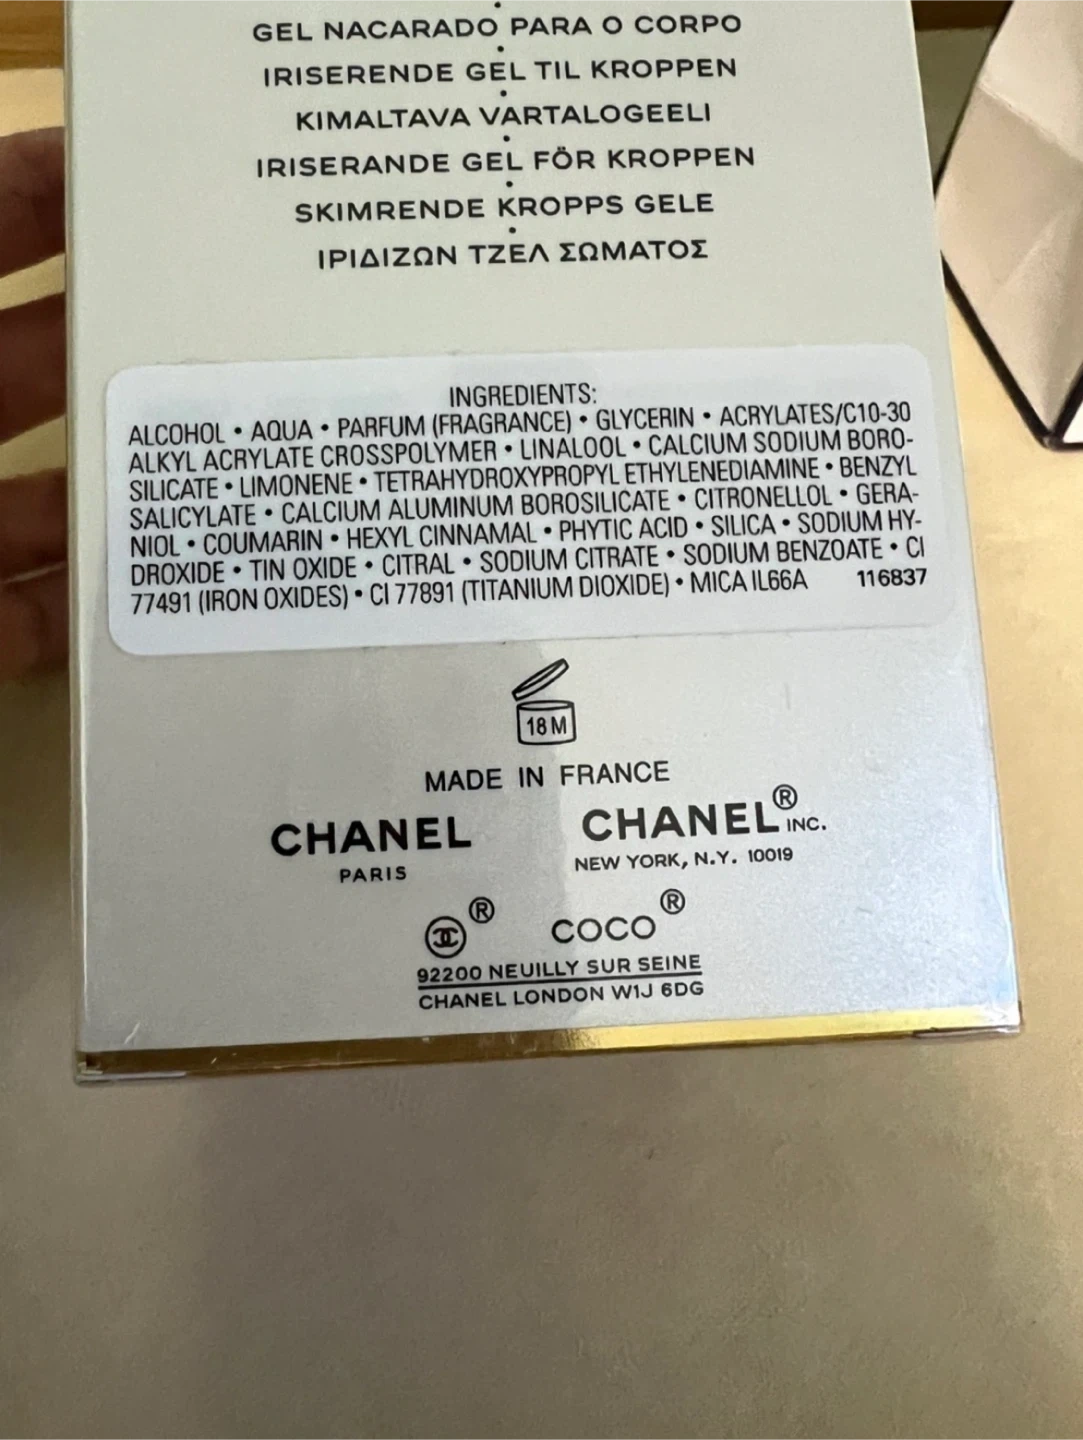 GEL NACARADO PARA O CORPO
•
IRISERENDE GEL TIL KROPPEN
•
KIMALTAVA VARTALOGEELI
•
IRISERANDE GEL FÖR KROPPEN
•
SKIMRENDE KROPPS GELE
•
ΙΡΙΔΙΖΩΝ ΤΖΕΛ ΣΩΜΑΤΟΣ
INGREDIENTS:
ALCOHOL • AQUA • PARFUM (FRAGRANCE) • GLYCERIN • ACRYLATES/C10-30
ALKYL ACRYLATE CROSSPOLYMER • LINALOOL • CALCIUM SODIUM BORO-
SILICATE • LIMONENE • TETRAHYDROXYPROPYL ETHYLENEDIAMINE • BENZYL
SALICYLATE • CALCIUM ALUMINUM BOROSILICATE • CITRONELLOL • GERA-
NIOL • COUMARIN • HEXYL CINNAMAL • PHYTIC ACID • SILICA • SODIUM HY-
DROXIDE • TIN OXIDE • CITRAL • SODIUM CITRATE • SODIUM BENZOATE • CI
77491 (IRON OXIDES) • CI 77891 (TITANIUM DIOXIDE) • MICA IL66A 116837
18 M
MADE IN FRANCE
CHANEL
PARIS
CHANEL® INC.
NEW YORK, N.Y. 10019
®
COCO®
92200 NEUILLY SUR SEINE
CHANEL LONDON W1J 6DG